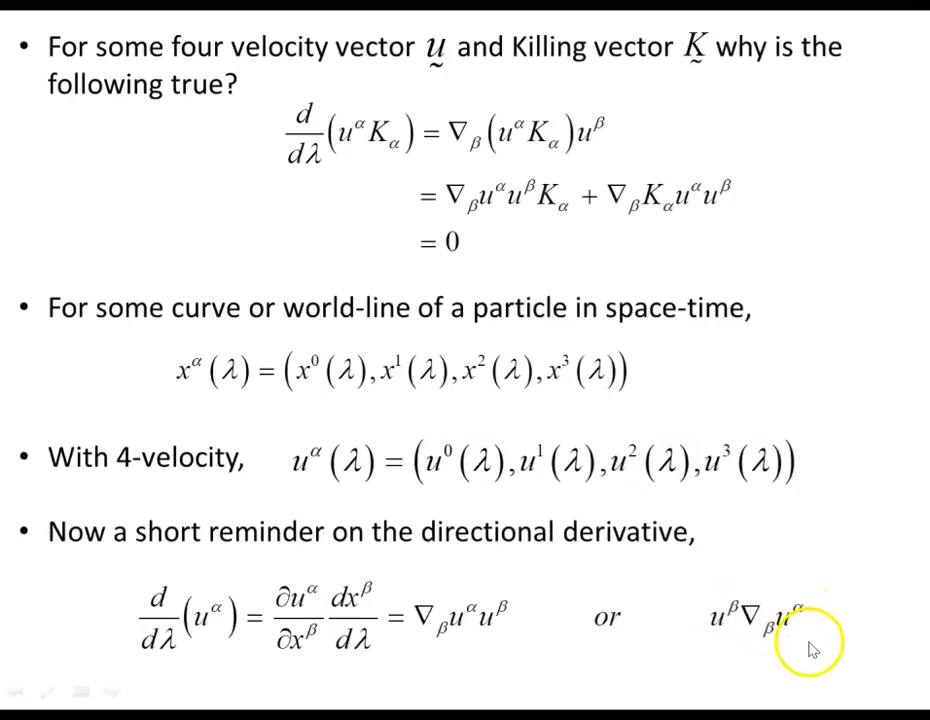 • For some four velocity vector ṵ and Killing vector K̰ why is the
following true?
d/dλ (u^α K_α) = ∇_β (u^α K_α) u^β
= ∇_β u^α u^β K_α + ∇_β K_α u^α u^β
= 0
• For some curve or world-line of a particle in space-time,
x^α (λ) = (x^0 (λ), x^1 (λ), x^2 (λ), x^3 (λ))
• With 4-velocity, u^α (λ) = (u^0 (λ), u^1 (λ), u^2 (λ), u^3 (λ))
• Now a short reminder on the directional derivative,
d/dλ (u^α) = ∂u^α/∂x^β dx^β/dλ = ∇_β u^α u^β or u^β ∇_β u^α